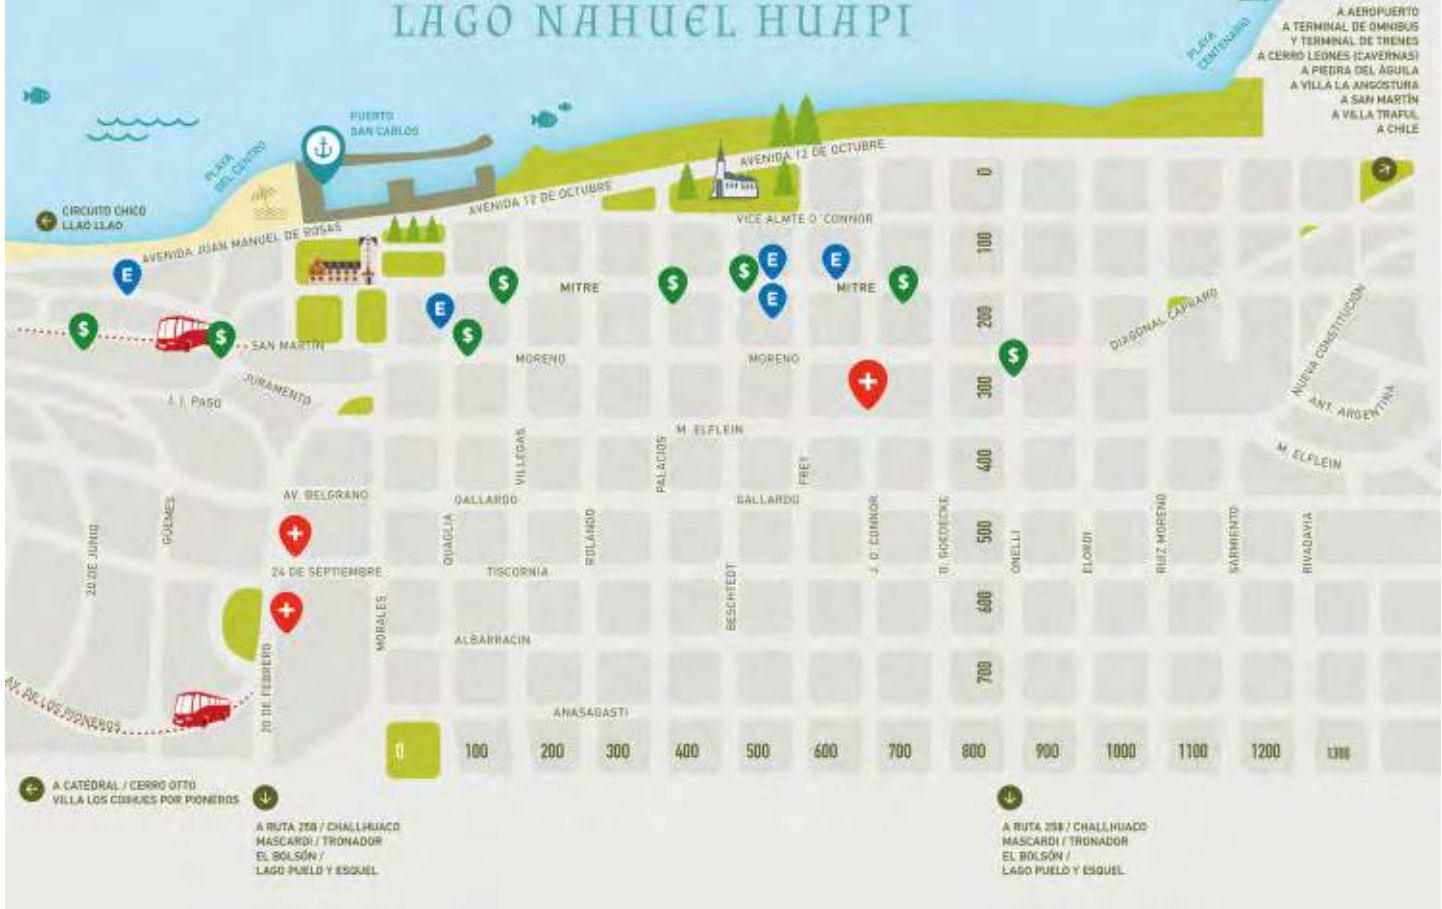 LAGO NAHUEL HUAPI
A AEROPUERTO
A TERMINAL DE OMNIBUS
Y TERMINAL DE TRENES
A CERRO LEONES (CAVERNAS)
A PIEDRA DEL ÁGUILA
A VILLA LA ANGOSTURA
A SAN MARTÍN
A VILLA TRAFUL
A CHILE
PLAYA
CENTENARIO
PUERTO
SAN CARLOS
PLAYA
DEL CENTRO
AVENIDA 12 DE OCTUBRE
AVENIDA 12 DE OCTUBRE
CIRCUITO CHICO
LLAO LLAO
AVENIDA JUAN MANUEL DE ROSAS
VICE ALMTE O'CONNOR
0
100
200
300
400
500
600
700
E
E
E
E
E
$
$
$
$
$
$
$
$
MITRE
MITRE
SAN MARTÍN
MORENO
MORENO
DIAGONAL CAPRARO
NUEVA CONSTITUCION
ANT. ARGENTINA
JURAMENTO
J. J. PASO
M. ELFLEIN
M. ELFLEIN
VILLEGAS
PALACIOS
FREY
AV. BELGRANO
GALLARDO
GALLARDO
20 DE JUNIO
GÜEMES
QUAGLIA
ROLANDO
BESCHTEDT
J. O'CONNOR
O. GOEDECKE
ONELLI
ELORDI
RUIZ MORENO
SARMIENTO
RIVADAVIA
24 DE SEPTIEMBRE
TISCORNIA
MORALES
ALBARRACIN
20 DE FEBRERO
AV. DE LOS PIONEROS
ANASAGASTI
0
100
200
300
400
500
600
700
800
900
1000
1100
1200
1300
A CATEDRAL / CERRO OTTO
VILLA LOS COIHUES POR PIONEROS
A RUTA 258 / CHALLHUACO
MASCARDI / TRONADOR
EL BOLSÓN /
LAGO PUELO Y ESQUEL
A RUTA 258 / CHALLHUACO
MASCARDI / TRONADOR
EL BOLSÓN /
LAGO PUELO Y ESQUEL